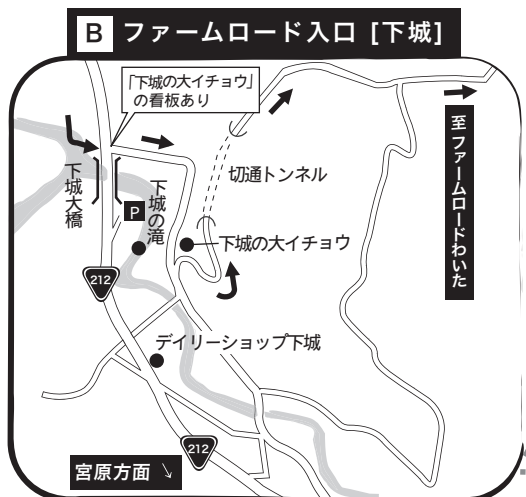 B ファームロード入口 [下城]
「下城の大イチョウ」
の看板あり
下城大橋
P
下城の滝
切通トンネル
至 ファームロードわいた
下城の大イチョウ
212
デイリーショップ下城
212
宮原方面